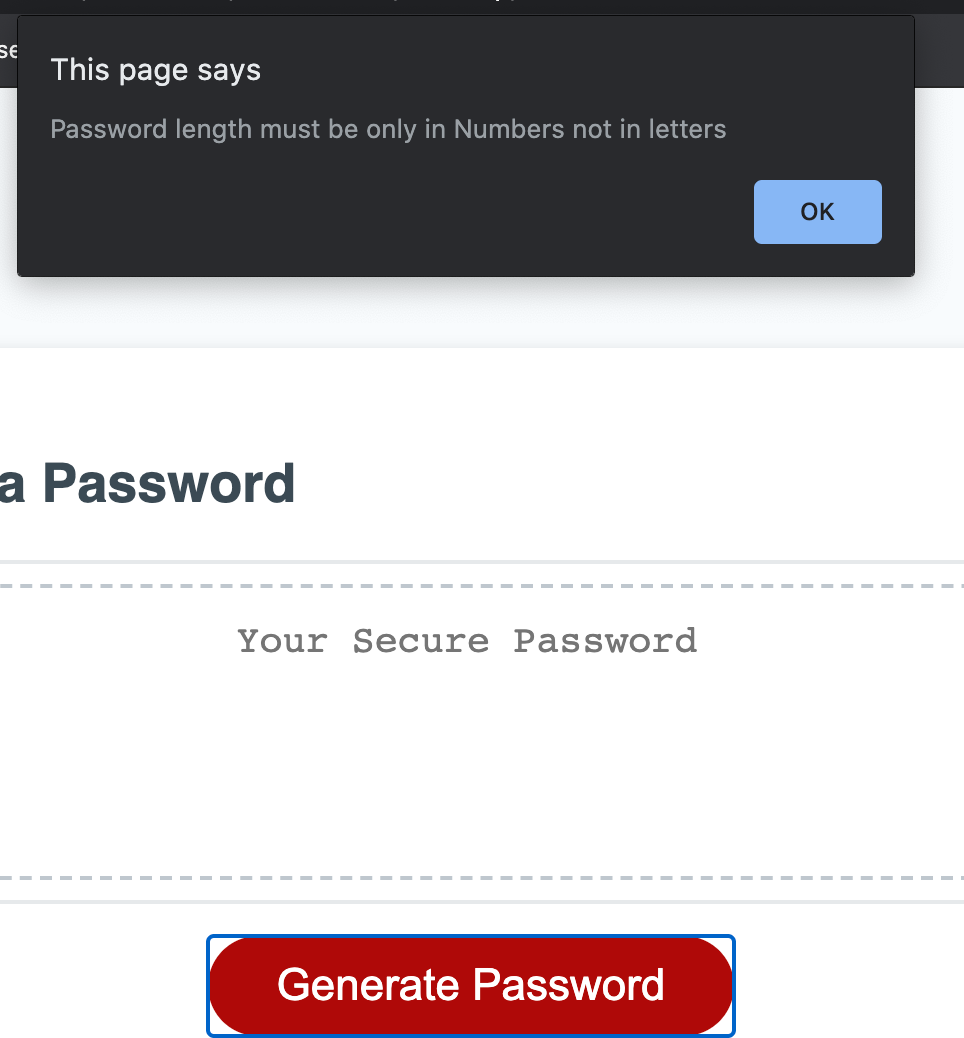 se
This page says
Password length must be only in Numbers not in letters
OK
a Password
Your Secure Password
Generate Password